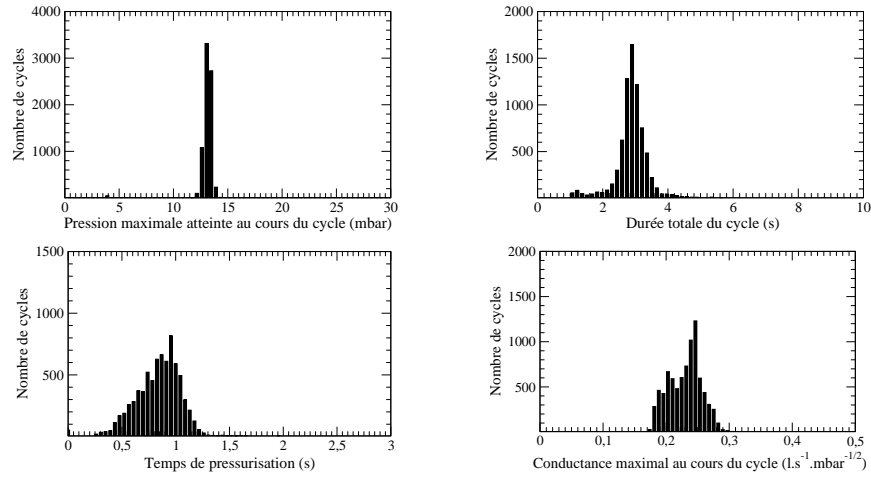 4000
3000
2000
1000
Nombre de cycles
0 5 10 15 20 25 30
Pression maximale atteinte au cours du cycle (mbar)
2000
1500
1000
500
Nombre de cycles
0 2 4 6 8 10
Durée totale du cycle (s)
1500
1000
500
Nombre de cycles
0 0,5 1 1,5 2 2,5 3
Temps de pressurisation (s)
2000
1500
1000
500
Nombre de cycles
0 0,1 0,2 0,3 0,4 0,5
Conductance maximal au cours du cycle (l.s⁻¹.mbar⁻¹/²)